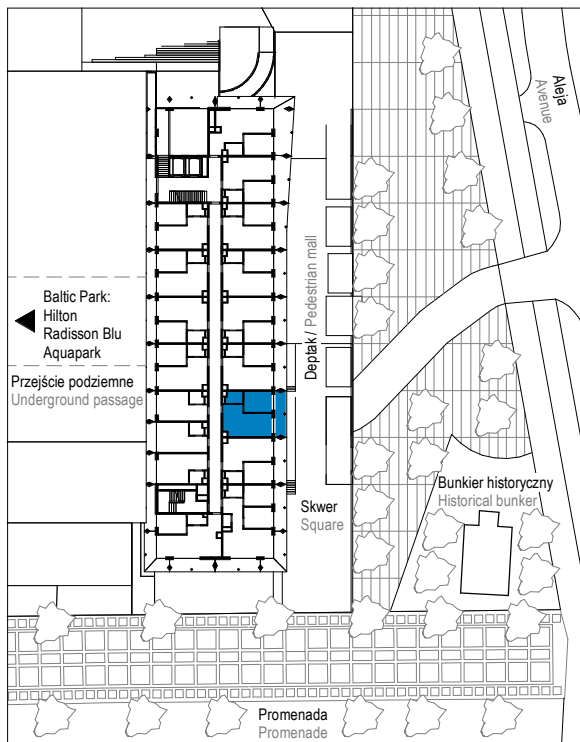 Aleja
Avenue
Deptak / Pedestrian mall
Baltic Park:
Hilton
Radisson Blu
Aquapark
Przejście podziemne
Underground passage
Bunkier historyczny
Historical bunker
Skwer
Square
Promenada
Promenade